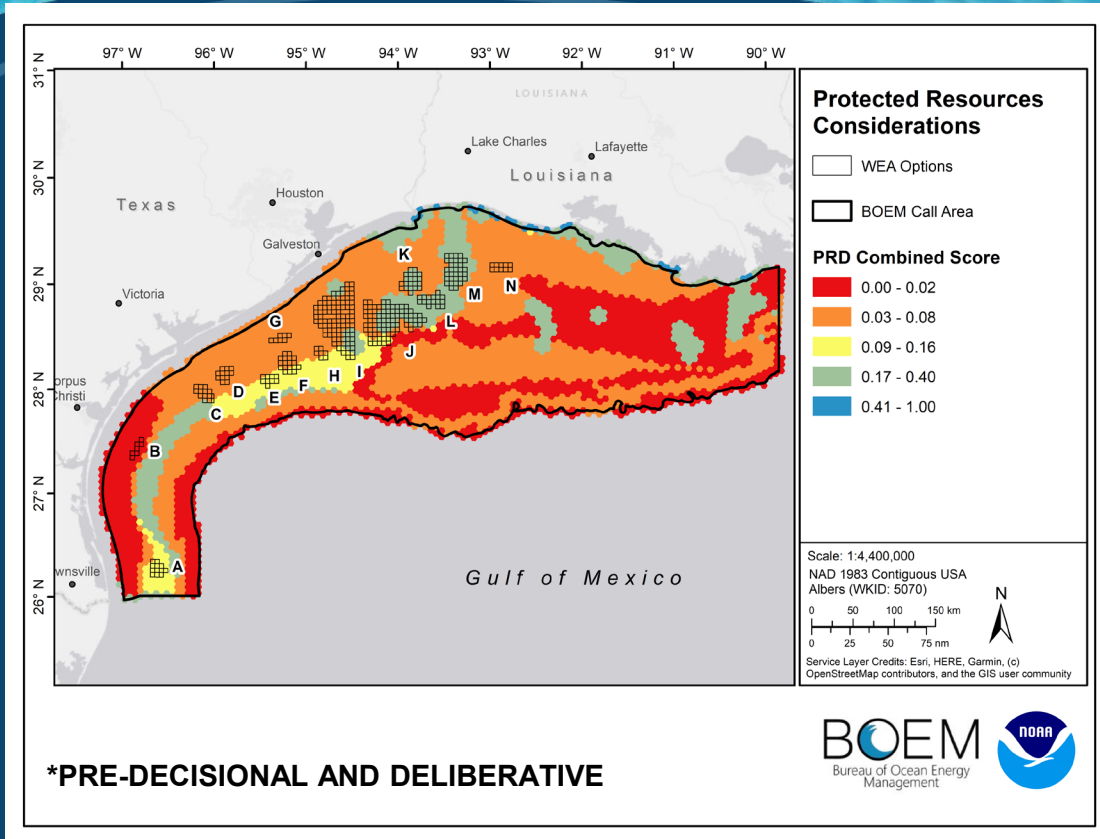 97° W 96° W 95° W 94° W 93° W 92° W 91° W 90° W
31° N
30° N
29° N
28° N
27° N
26° N
LOUISIANA
Lake Charles
Lafayette
Louisiana
Texas
Houston
Galveston
Victoria
orpus
hristi
wnsville
K
N
M
G
L
J
H
I
F
E
D
C
B
A
Gulf of Mexico
Protected Resources
Considerations
WEA Options
BOEM Call Area
PRD Combined Score
0.00 - 0.02
0.03 - 0.08
0.09 - 0.16
0.17 - 0.40
0.41 - 1.00
Scale: 1:4,400,000
NAD 1983 Contiguous USA
Albers (WKID: 5070)
N
0 50 100 150 km
0 25 50 75 nm
Service Layer Credits: Esri, HERE, Garmin, (c)
OpenStreetMap contributors, and the GIS user community
*PRE-DECISIONAL AND DELIBERATIVE
BOEM
Bureau of Ocean Energy
Management
NOAA